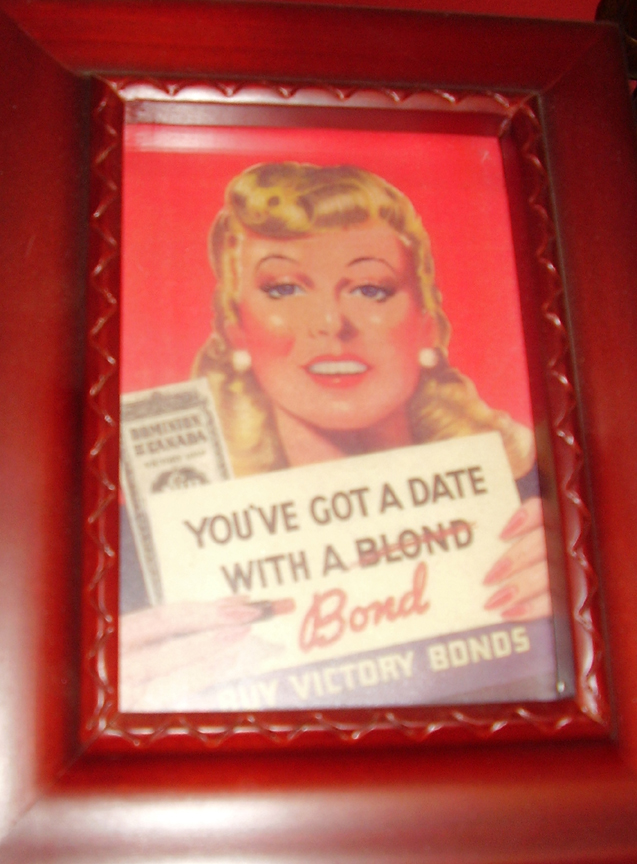 DOMINION
OF CANADA
YOU'VE GOT A DATE
WITH A BLOND
Bond
BUY VICTORY BONDS